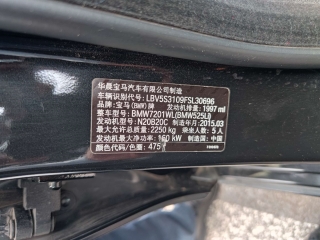 华晨宝马汽车有限公司制造
车辆识别代号: LBV5S3109FSL30696
品牌: 宝马(BMW)牌 发动机排量: 1997 ml
整车型号: BMW7201WL(BMW525Li)
发动机型号: N20B20C 制造年月: 2015.03
最大允许总质量: 2250 kg 乘坐人数: 5 人
发动机最大净功率: 160 kW 制造国: 中国
颜色代码/色署: 475